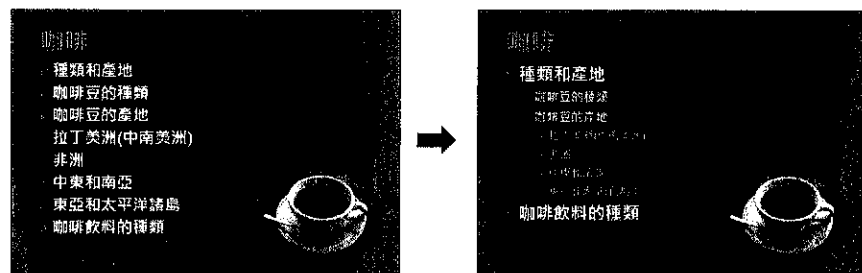 咖啡
種類和產地
咖啡豆的種類
咖啡豆的產地
拉丁美洲(中南美洲)
非洲
中東和南亞
東亞和太平洋諸島
咖啡飲料的種類
咖啡
種類和產地
咖啡豆的種類
咖啡豆的產地
咖啡飲料的種類